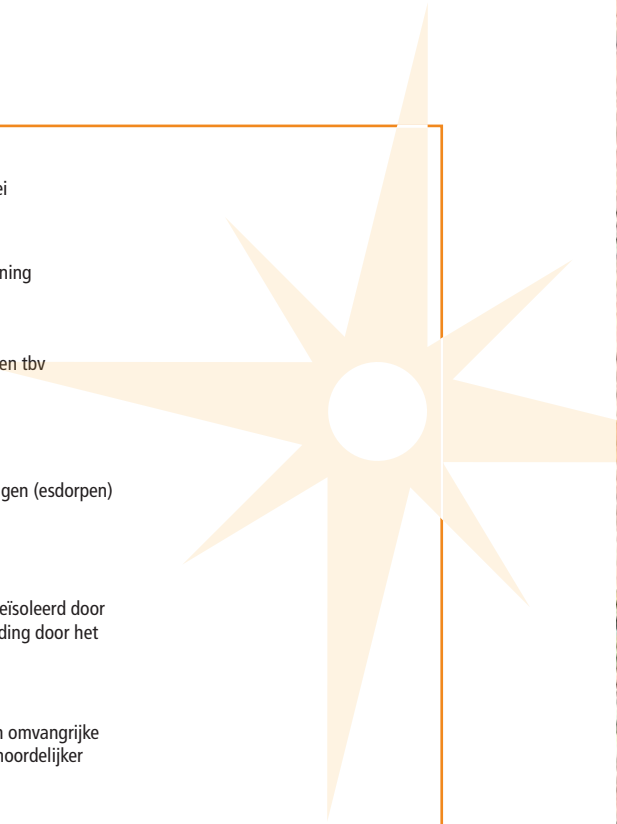 ei
ning
en tbv
gen (esdorpen)
eïsoleerd door
ding door het
n omvangrijke
noordelijker